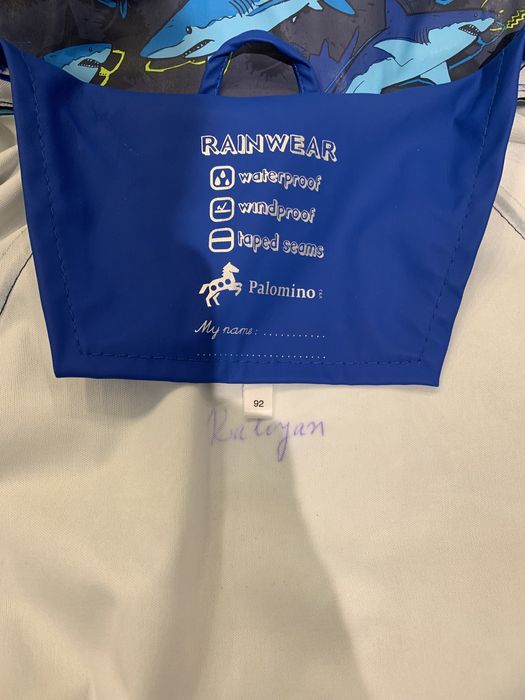 RAINWEAR
waterproof
windproof
taped seams
Palomino
My name: ............
..............................
92